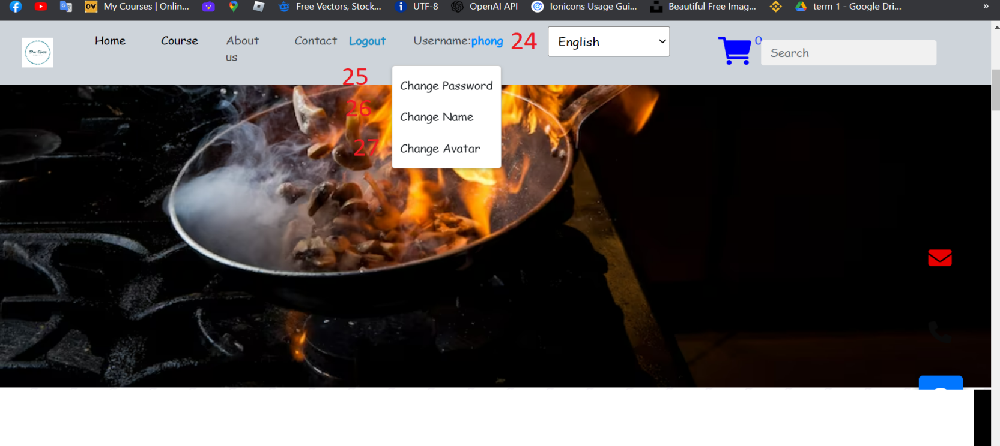 My Courses | Onlin...
Free Vectors, Stock...
UTF-8
OpenAI API
Ionicons Usage Gui...
Beautiful Free Imag...
term 1 - Google Dri...
»
Home
Course
About us
Contact
Logout
Username:phong
24
English
0
Search
25
Change Password
26
Change Name
27
Change Avatar